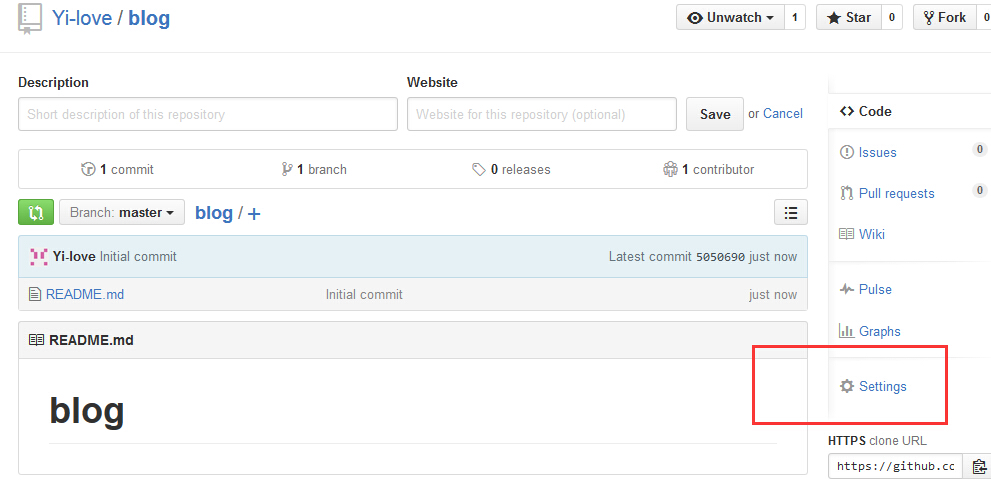 Yi-love / blog
Unwatch 1 Star 0 Fork 0
Description
Website
Short description of this repository
Website for this repository (optional)
Save or Cancel
1 commit 1 branch 0 releases 1 contributor
Branch: master blog / +
Yi-love Initial commit Latest commit 5050690 just now
README.md Initial commit just now
README.md
blog
Code
Issues 0
Pull requests 0
Wiki
Pulse
Graphs
Settings
HTTPS clone URL
https://github.cc